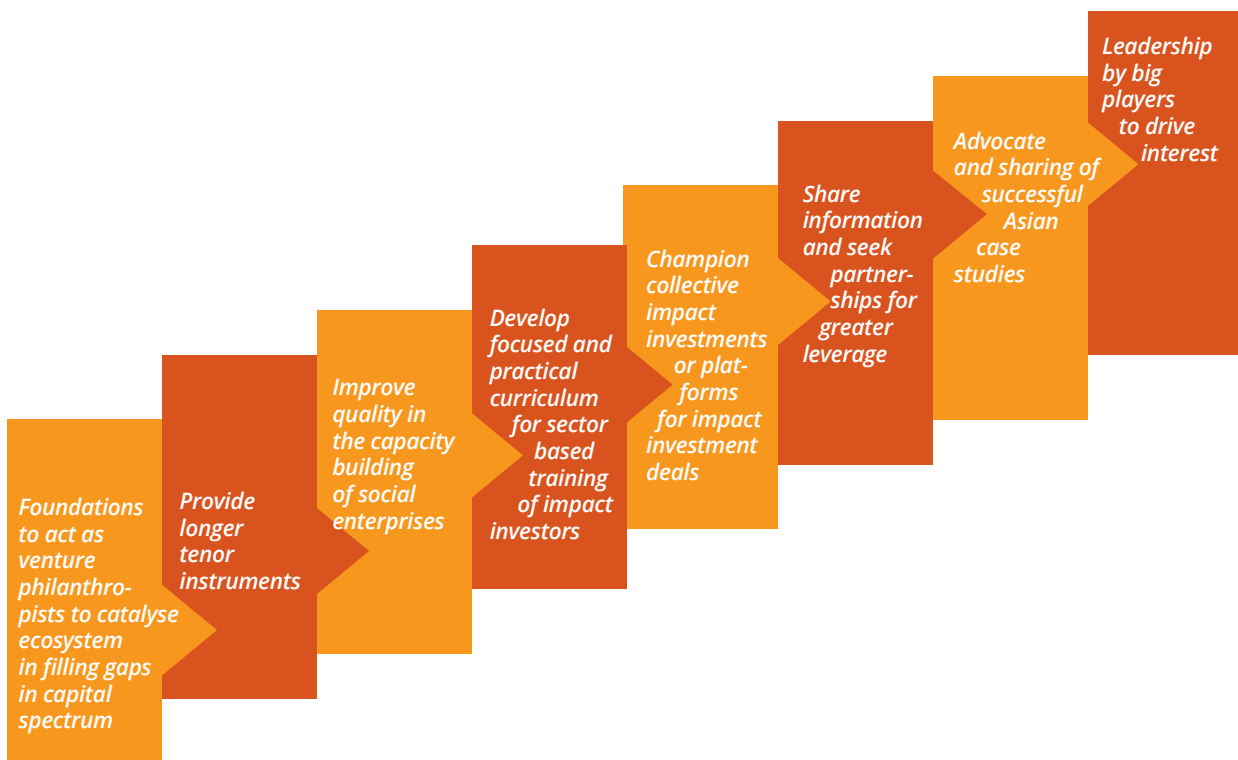 Foundations
to act as
venture
philanthro-
pists to catalyse
ecosystem
in filling gaps
in capital
spectrum
Provide
longer
tenor
instruments
Improve
quality in
the capacity
building
of social
enterprises
Develop
focused and
practical
curriculum
for sector
based
training
of impact
investors
Champion
collective
impact
investments
or plat-
forms
for impact
investment
deals
Share
information
and seek
partner-
ships for
greater
leverage
Advocate
and sharing of
successful
Asian
case
studies
Leadership
by big
players
to drive
interest